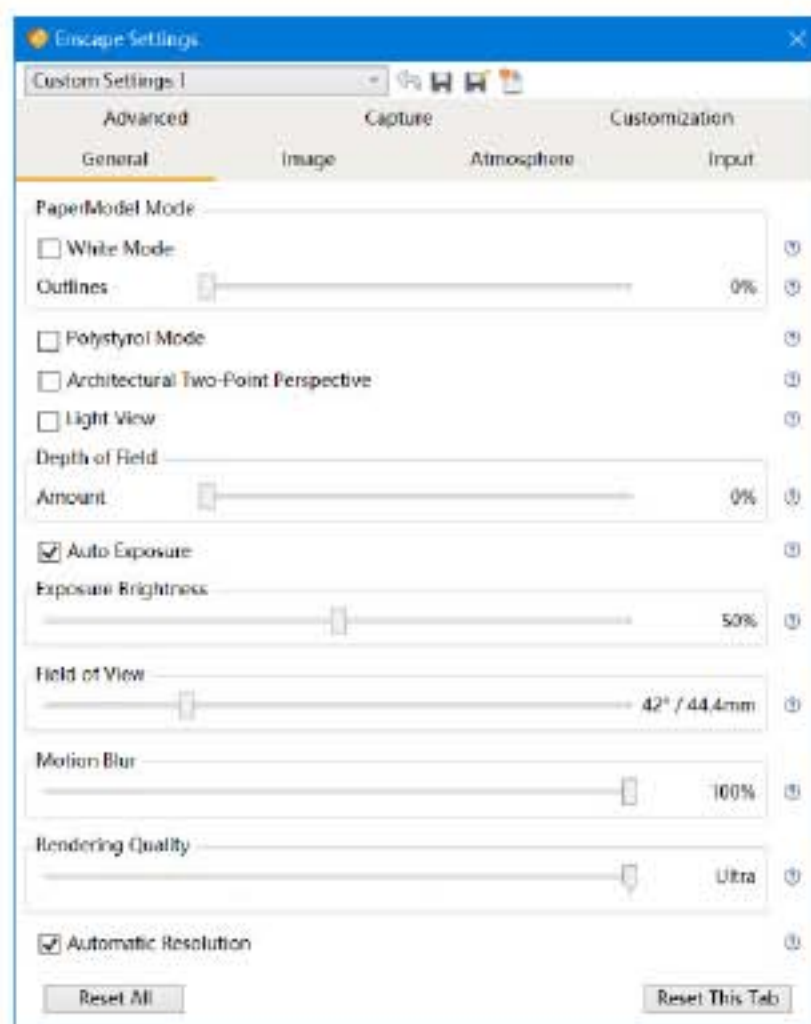 Enscape Settings
Custom Settings 1
Advanced Capture Customization
General Image Atmosphere Input
PaperModel Mode
White Mode
Outlines 0%
Polystyrol Mode
Architectural Two-Point Perspective
Light View
Depth of Field
Amount 0%
Auto Exposure
Exposure Brightness
50%
Field of View
42° / 44,4mm
Motion Blur
100%
Rendering Quality
Ultra
Automatic Resolution
Reset All Reset This Tab